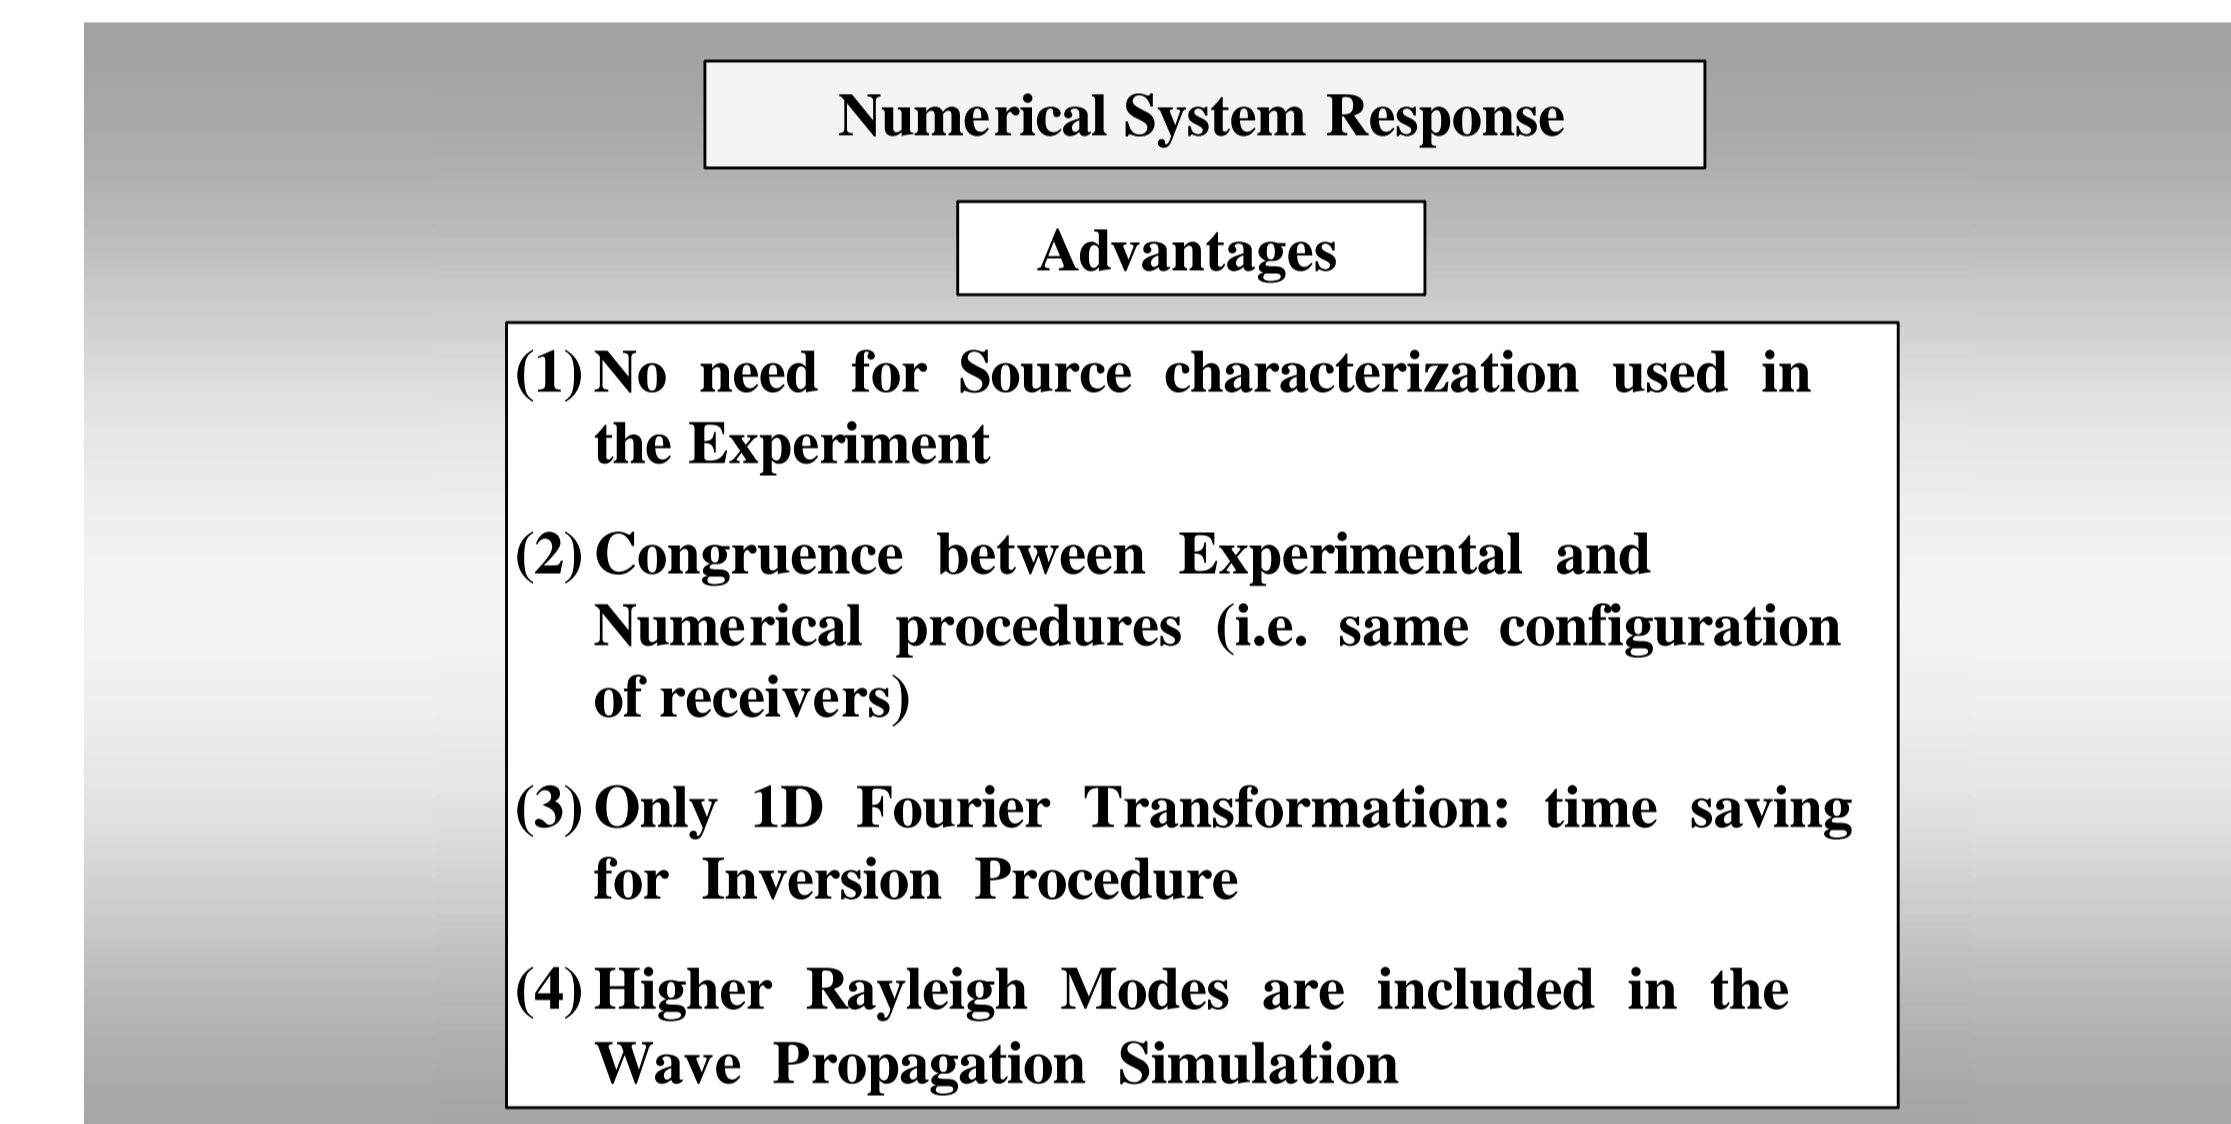 Numerical System Response
Advantages
(1) No need for Source characterization used in
the Experiment
(2) Congruence between Experimental and
Numerical procedures (i.e. same configuration
of receivers)
(3) Only 1D Fourier Transformation: time saving
for Inversion Procedure
(4) Higher Rayleigh Modes are included in the
Wave Propagation Simulation